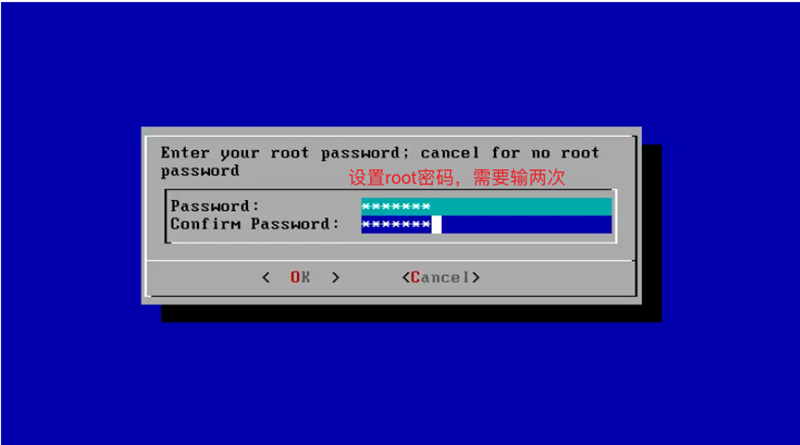 Enter your root password; cancel for no root
password
设置root密码，需要输两次
Password: *******
Confirm Password: *******
< OK > <Cancel>